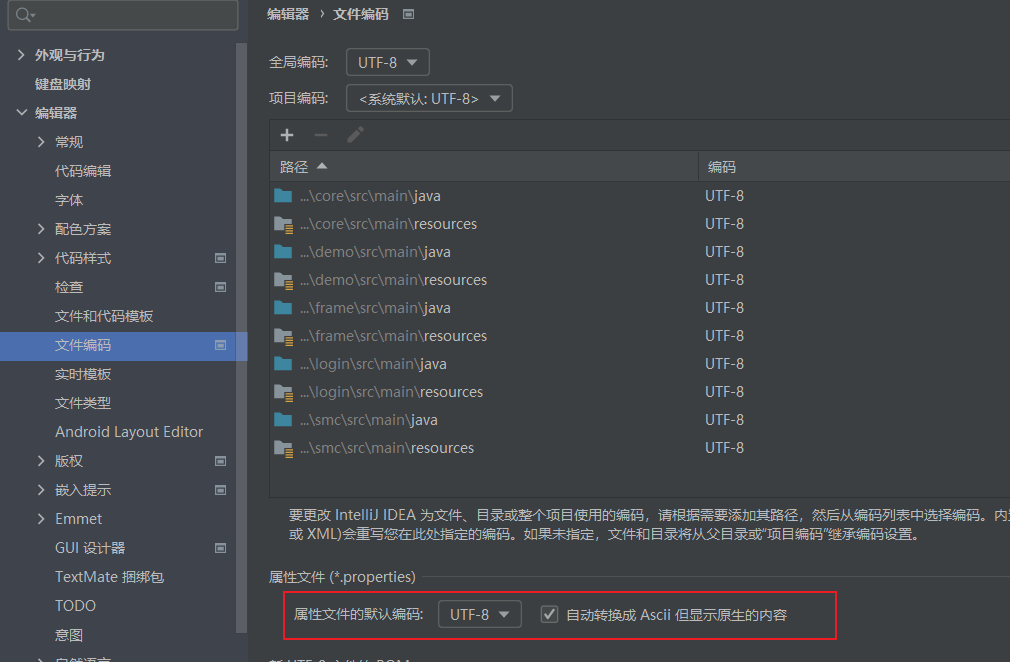 编辑器 › 文件编码
外观与行为
键盘映射
编辑器
常规
代码编辑
字体
配色方案
代码样式
检查
文件和代码模板
文件编码
实时模板
文件类型
Android Layout Editor
版权
嵌入提示
Emmet
GUI 设计器
TextMate 捆绑包
TODO
意图
自然语言
全局编码: UTF-8
项目编码: <系统默认: UTF-8>
路径 编码
...\core\src\main\java UTF-8
...\core\src\main\resources UTF-8
...\demo\src\main\java UTF-8
...\demo\src\main\resources UTF-8
...\frame\src\main\java UTF-8
...\frame\src\main\resources UTF-8
...\login\src\main\java UTF-8
...\login\src\main\resources UTF-8
...\smc\src\main\java UTF-8
...\smc\src\main\resources UTF-8
要更改 IntelliJ IDEA 为文件、目录或整个项目使用的编码，请根据需要添加其路径，然后从编码列表中选择编码。内
或 XML)会重写您在此处指定的编码。如果未指定，文件和目录将从父目录或“项目编码”继承编码设置。
属性文件 (*.properties)
属性文件的默认编码: UTF-8 自动转换成 Ascii 但显示原生的内容